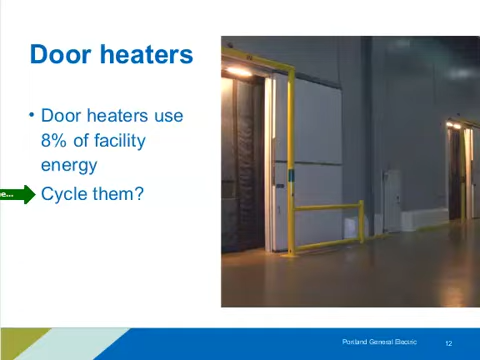 Door heaters
• Door heaters use
8% of facility
energy
Cycle them?
Portland General Electric
12